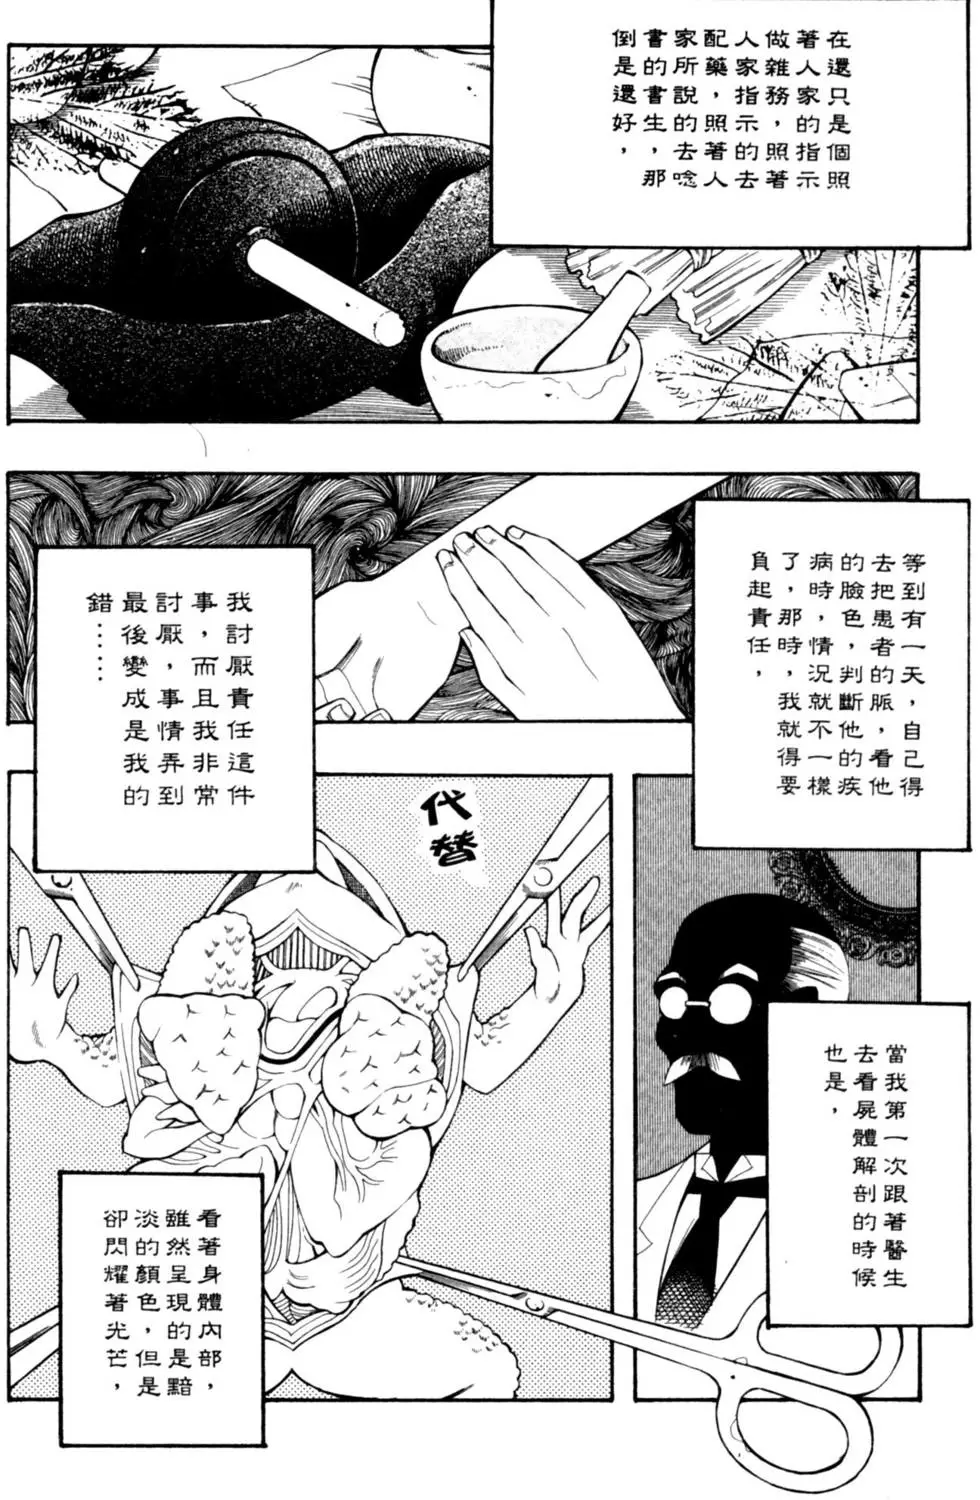 在還只是個照
著人家的指示
做雜務，照著
人家指示的去
配藥，照著人
家所說的去唸
書的書生，那
倒是還好，
等到有一天，自己得
去把患者的脈，看他
的臉色，判斷他的疾
病時情況就不一樣
了，那時，我就得要
負起責任，
我討厭責任這件
事，而且我非常
討厭，事情弄到
最後變成是我的
錯……
代替
當我第一次跟著醫生
去看屍體解剖的時候
也是，
看著身體內部，
雖然呈現的是黯
淡的顏色，但是
卻閃耀著光芒，